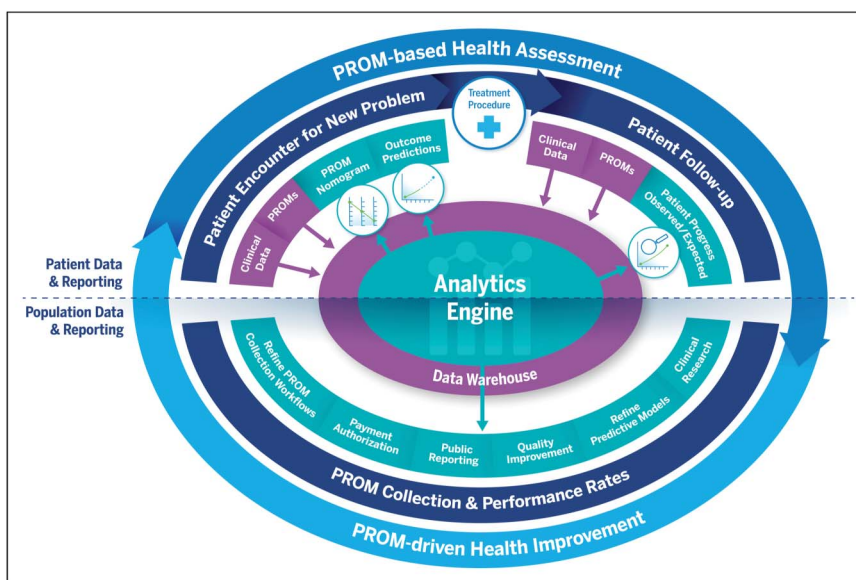 PROM-based Health Assessment
Patient Encounter for New Problem
Treatment
Procedure
Patient Follow-up
Clinical
Data
PROMs
PROM
Nomogram
Outcome
Predictions
Clinical
Data
PROMs
Patient Progress
Observed/Expected
Patient Data
& Reporting
Population Data
& Reporting
Analytics
Engine
Data Warehouse
Refine PROM
Collection Workflows
Payment
Authorization
Public
Reporting
Quality
Improvement
Refine
Predictive Models
Clinical
Research
PROM Collection & Performance Rates
PROM-driven Health Improvement